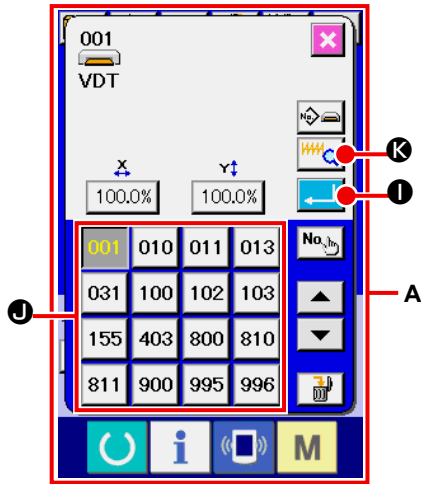 001
VDT
No.
K
X Y
100.0% 100.0%
I
001 010 011 013
No.
031 100 102 103
A
J
155 403 800 810
811 900 995 996
i M